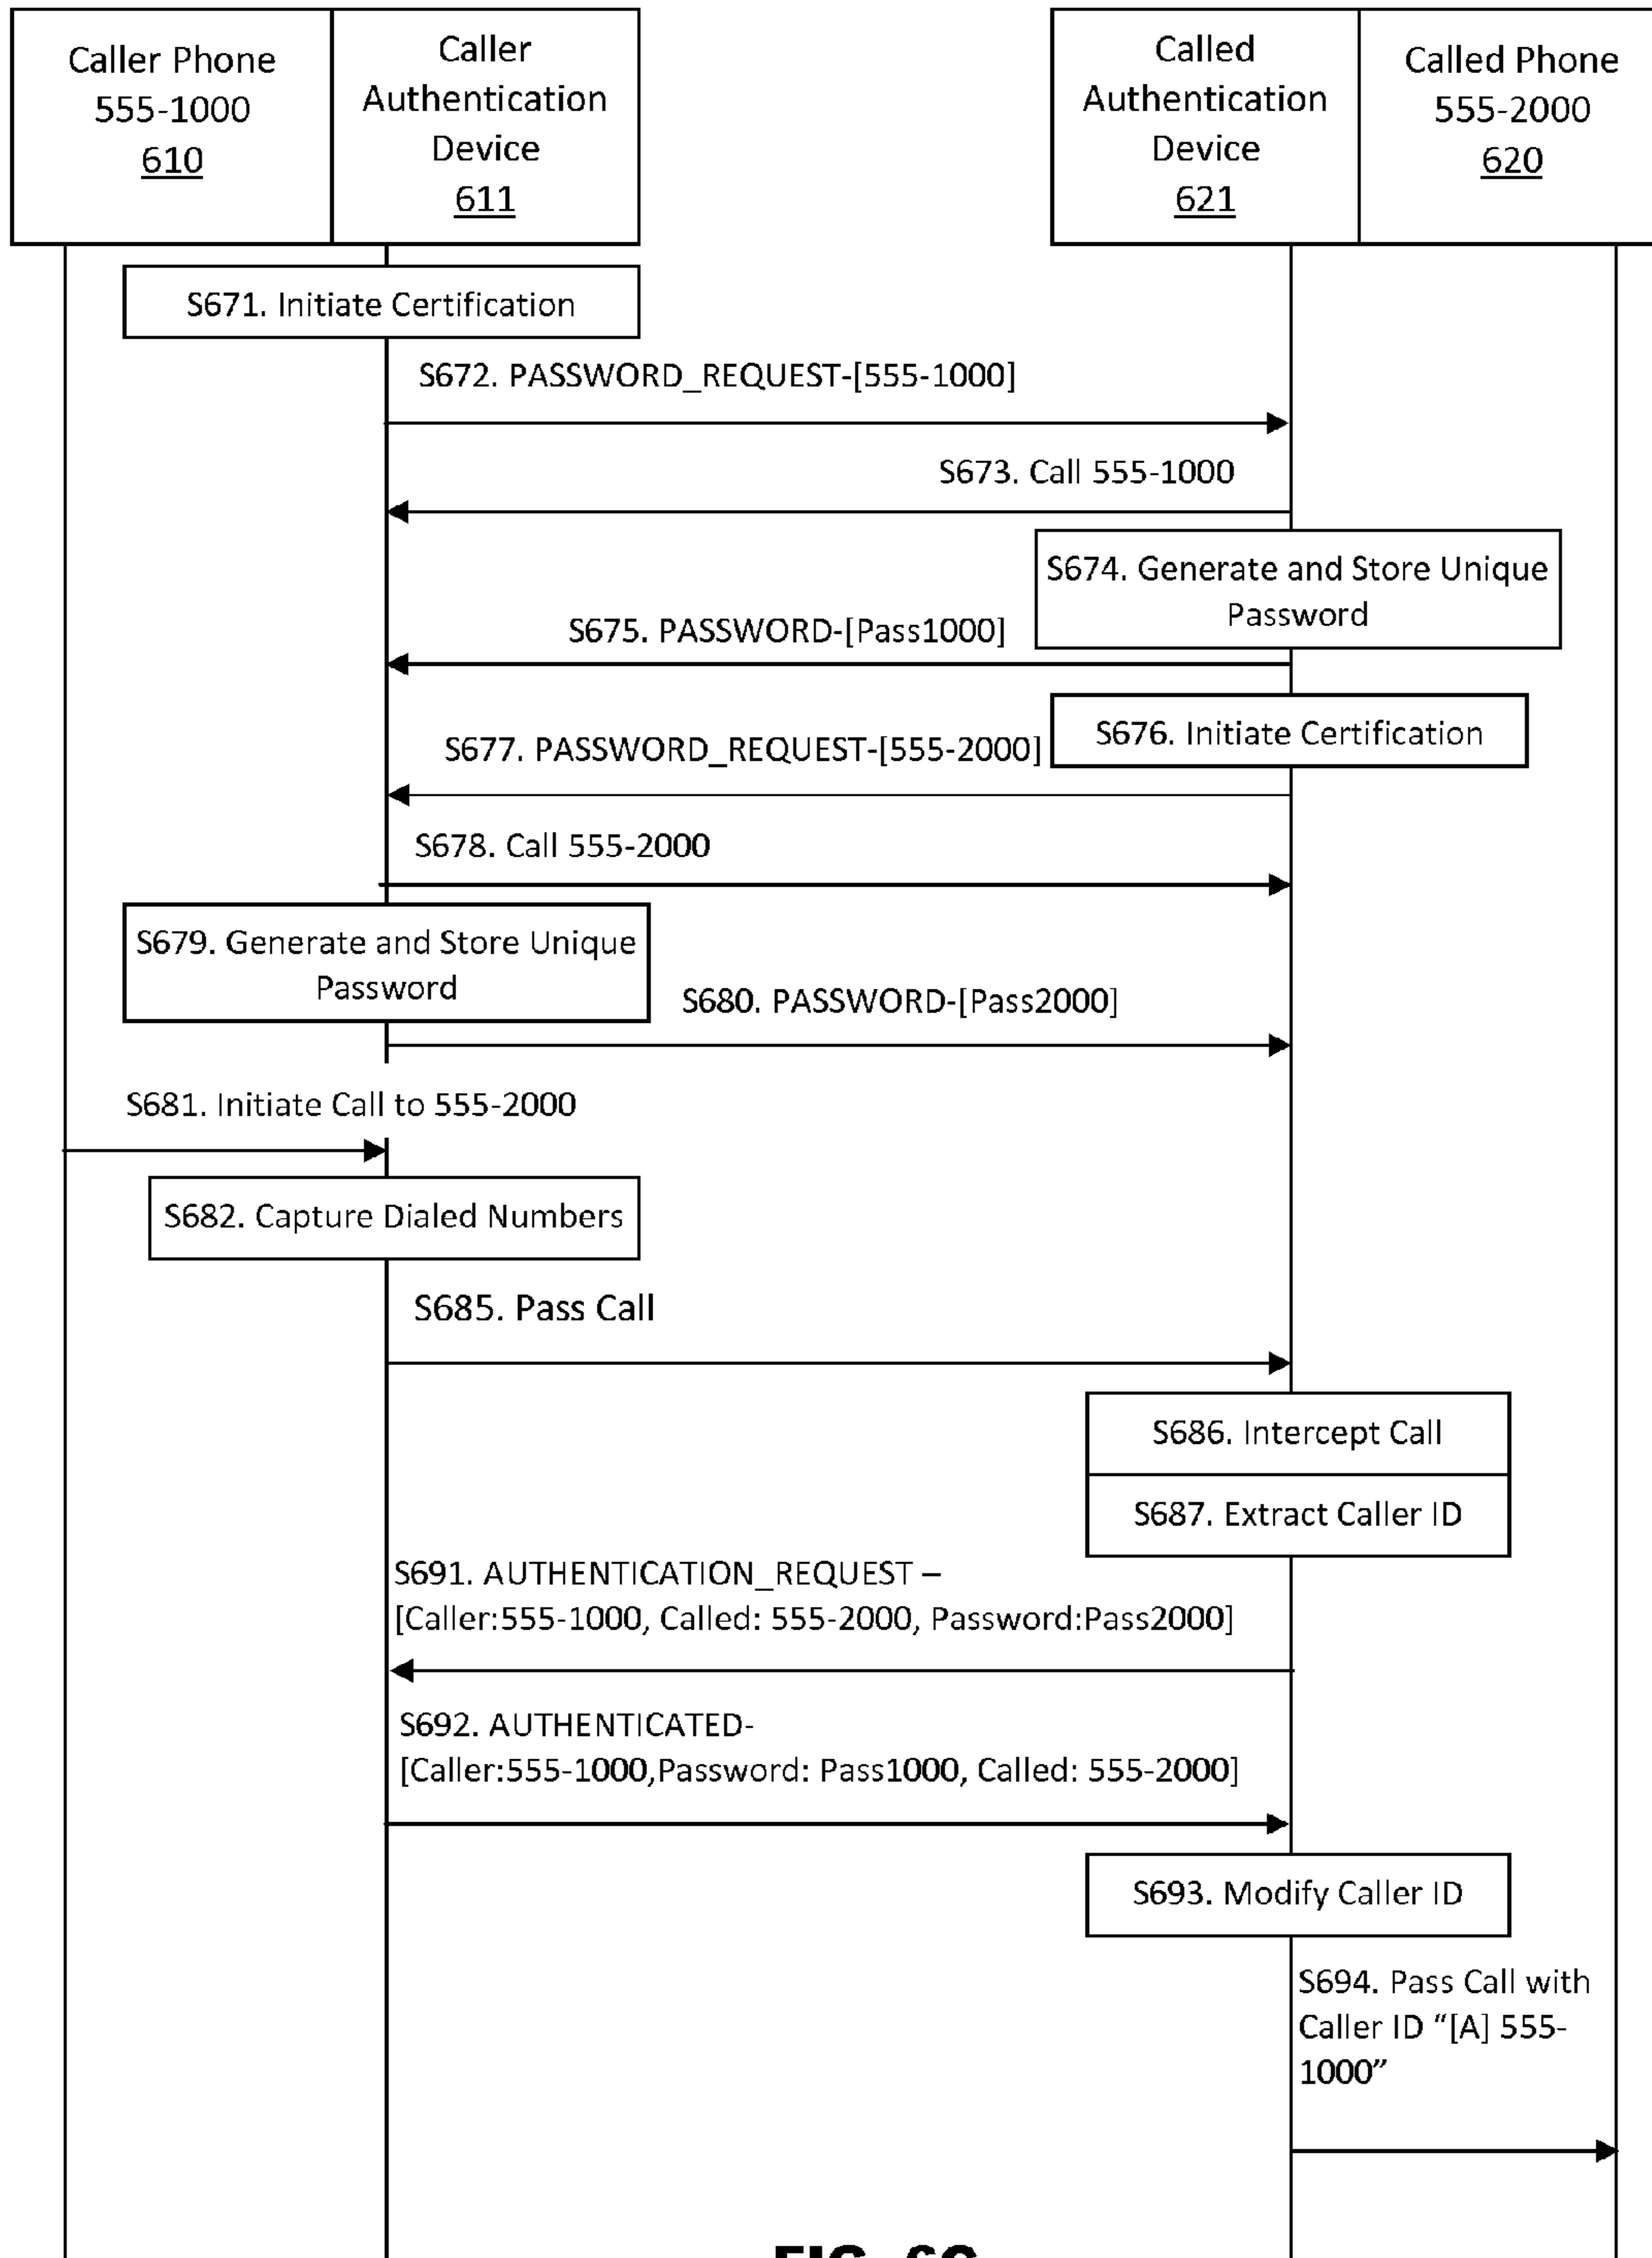 Caller Phone
555-1000
610
Caller
Authentication
Device
611
Called
Authentication
Device
621
Called Phone
555-2000
620
S671. Initiate Certification
S672. PASSWORD_REQUEST-[555-1000]
S673. Call 555-1000
S674. Generate and Store Unique
Password
S675. PASSWORD-[Pass1000]
S676. Initiate Certification
S677. PASSWORD_REQUEST-[555-2000]
S678. Call 555-2000
S679. Generate and Store Unique
Password
S680. PASSWORD-[Pass2000]
S681. Initiate Call to 555-2000
S682. Capture Dialed Numbers
S685. Pass Call
S686. Intercept Call
S687. Extract Caller ID
S691. AUTHENTICATION_REQUEST –
[Caller:555-1000, Called: 555-2000, Password:Pass2000]
S692. AUTHENTICATED-
[Caller:555-1000,Password: Pass1000, Called: 555-2000]
S693. Modify Caller ID
S694. Pass Call with
Caller ID “[A] 555-
1000”